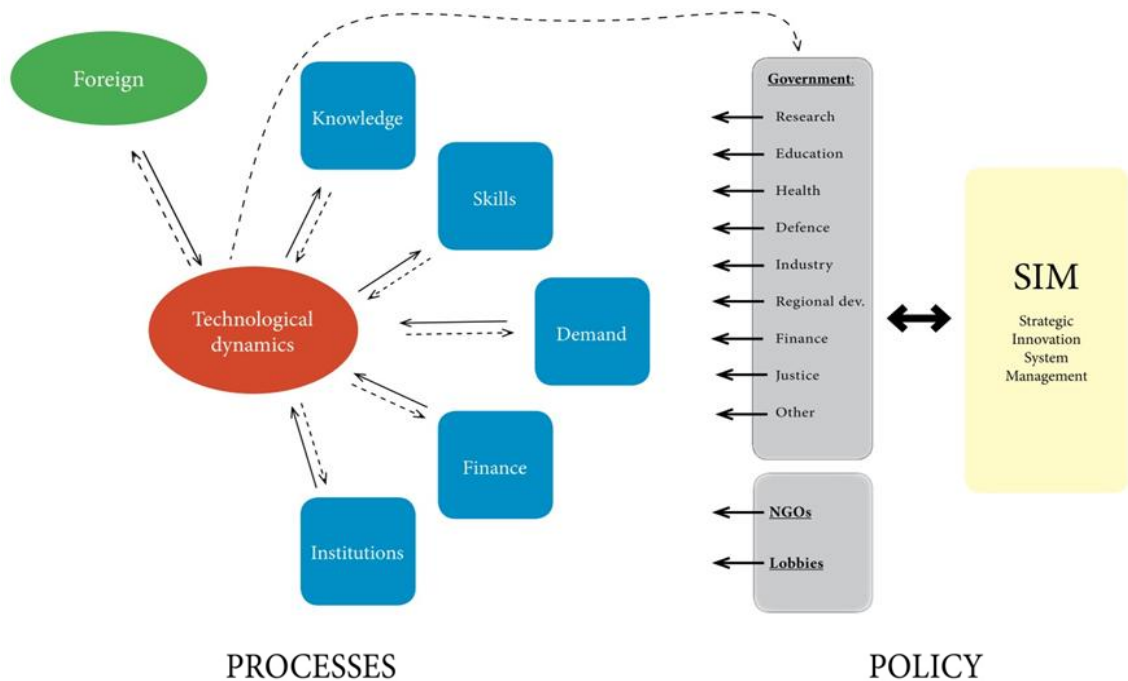 Foreign
Knowledge
Skills
Technological
dynamics
Demand
Finance
Institutions
PROCESSES
Government:
Research
Education
Health
Defence
Industry
Regional dev.
Finance
Justice
Other
NGOs
Lobbies
SIM
Strategic
Innovation
System
Management
POLICY